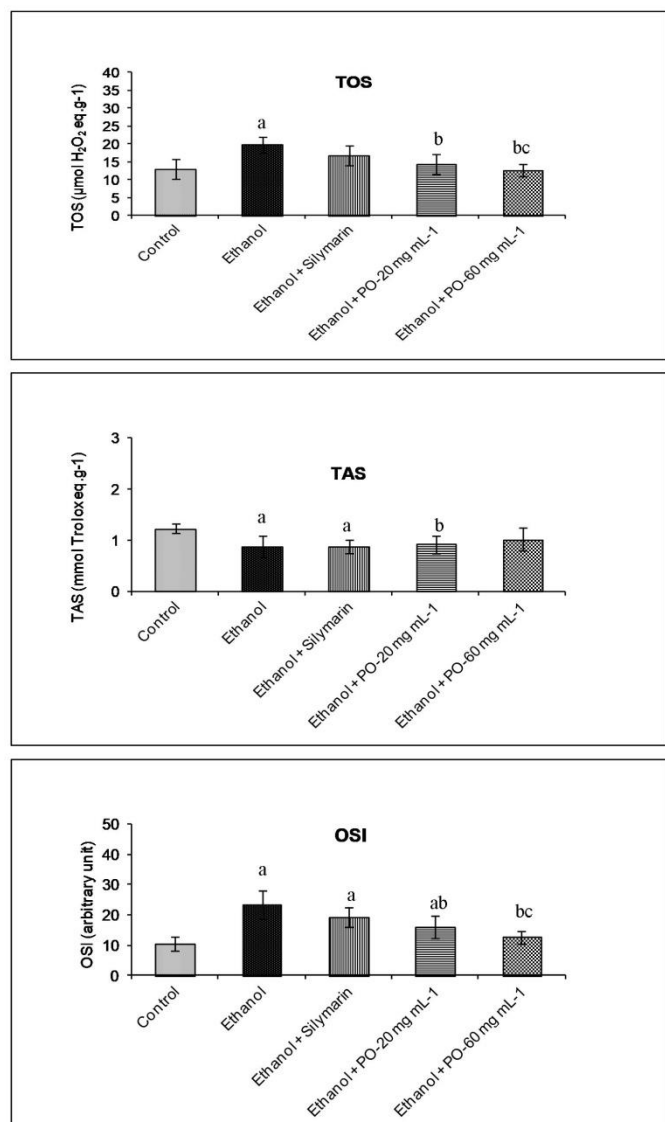 TOS
TOS (μmol H₂O₂ eq.g-1)
40
35
30
25
20
15
10
5
0
a
b
bc
Control
Ethanol
Ethanol + Silymarin
Ethanol + PO-20 mg mL-1
Ethanol + PO-60 mg mL-1
TAS
TAS (mmol Troloxeq.g-1)
3
2
1
0
a
a
b
Control
Ethanol
Ethanol + Silymarin
Ethanol + PO-20 mg mL-1
Ethanol + PO-60 mg mL-1
OSI
OSI (arbitrary unit)
50
40
30
20
10
0
a
a
ab
bc
Control
Ethanol
Ethanol + Silymarin
Ethanol + PO-20 mg mL-1
Ethanol + PO-60 mg mL-1